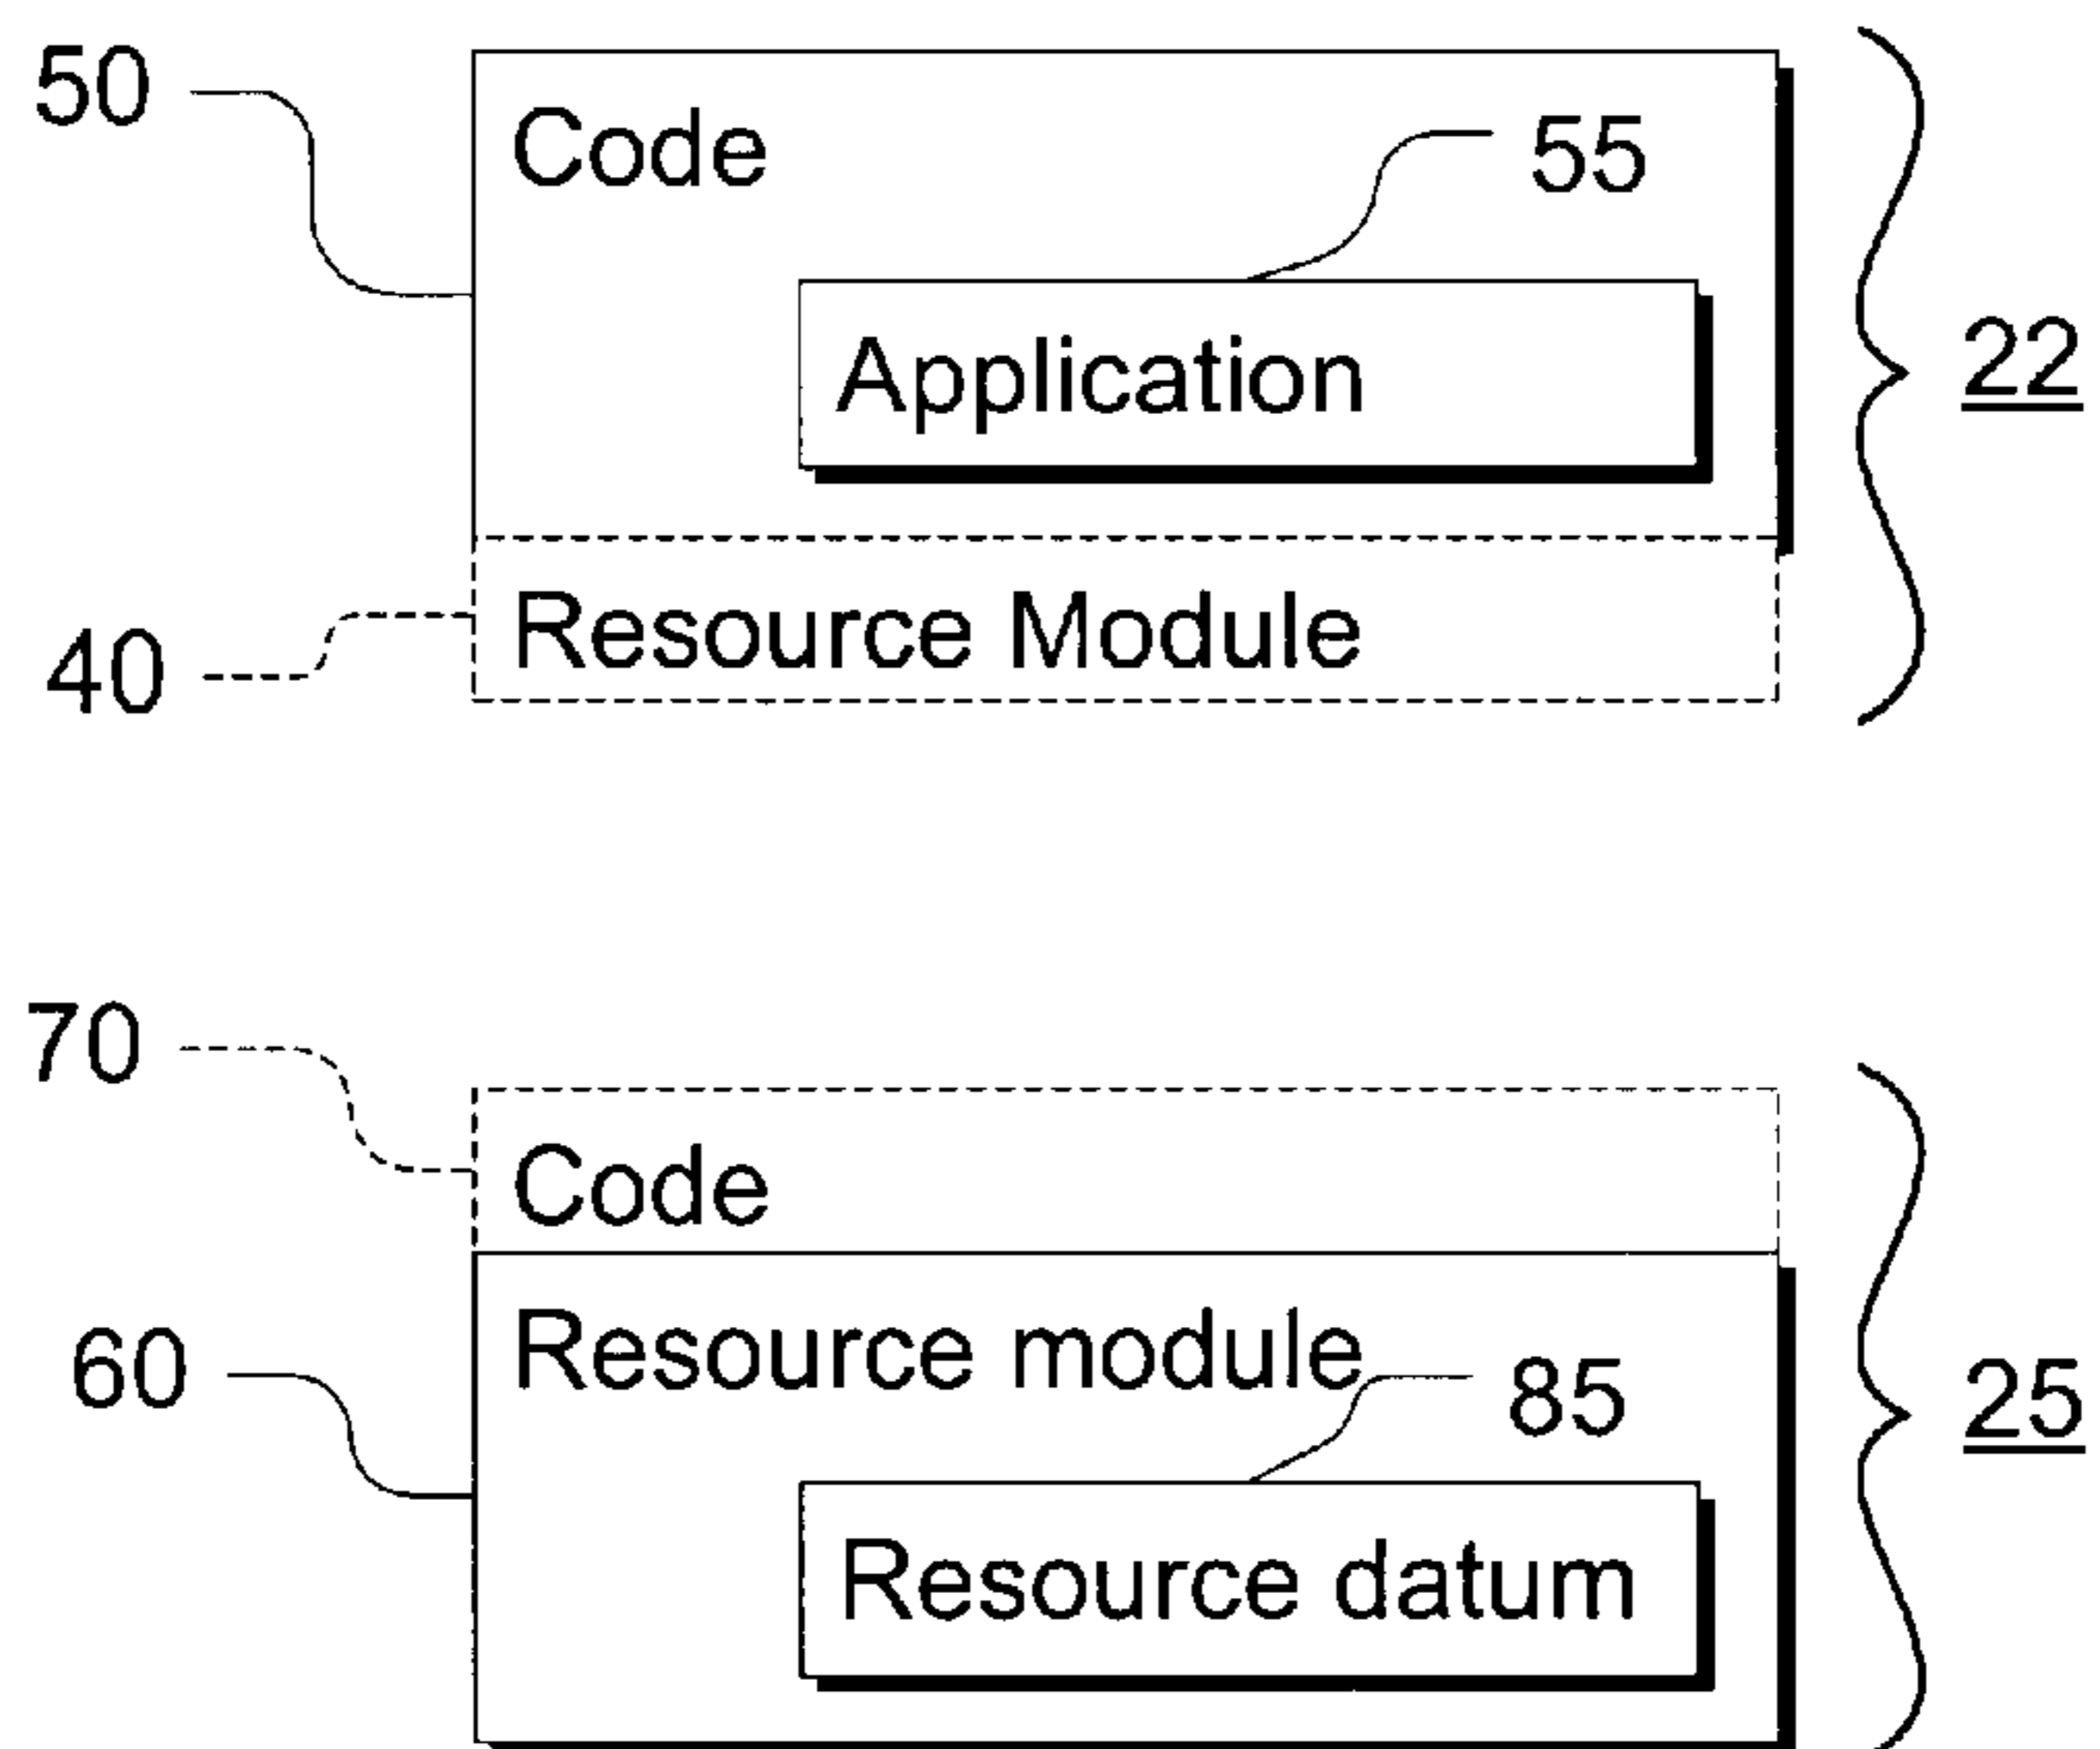 50
Code
55
Application
22
Resource Module
40
70
Code
Resource module
60
85
25
Resource datum